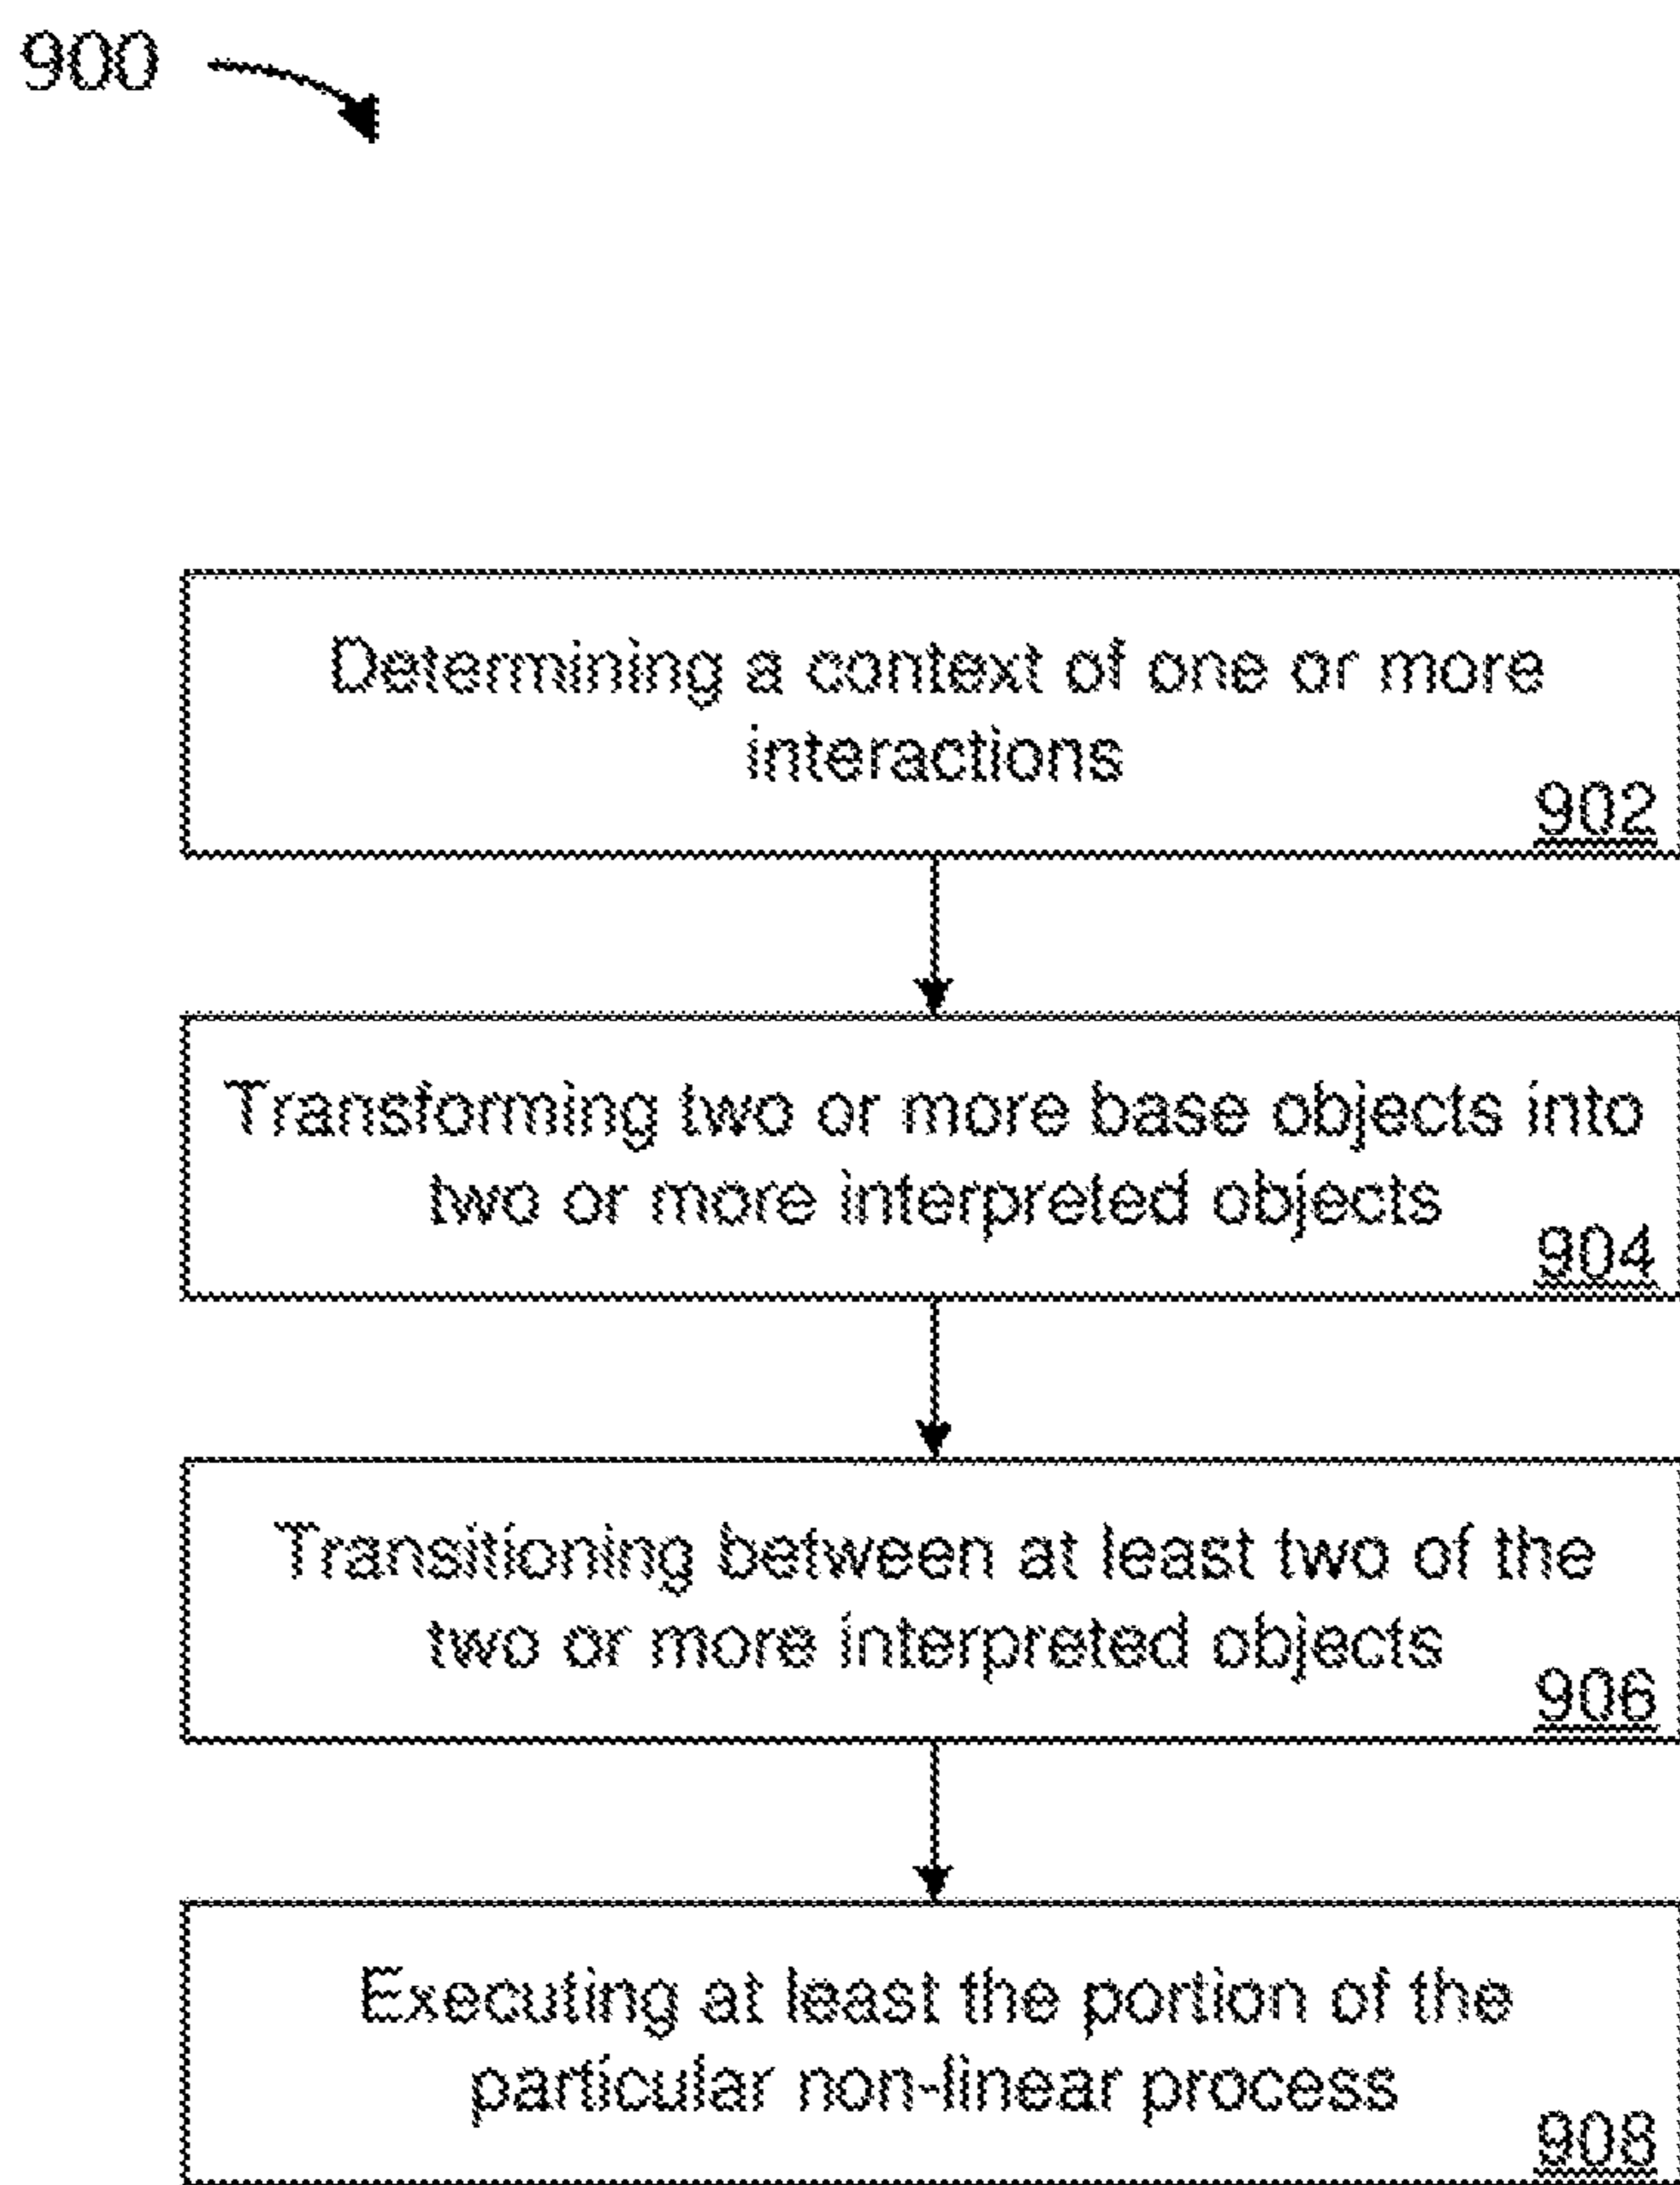 900
Determining a context of one or more
interactions
902
Transforming two or more base objects into
two or more interpreted objects
904
Transitioning between at least two of the
two or more interpreted objects
906
Executing at least the portion of the
particular non-linear process
908